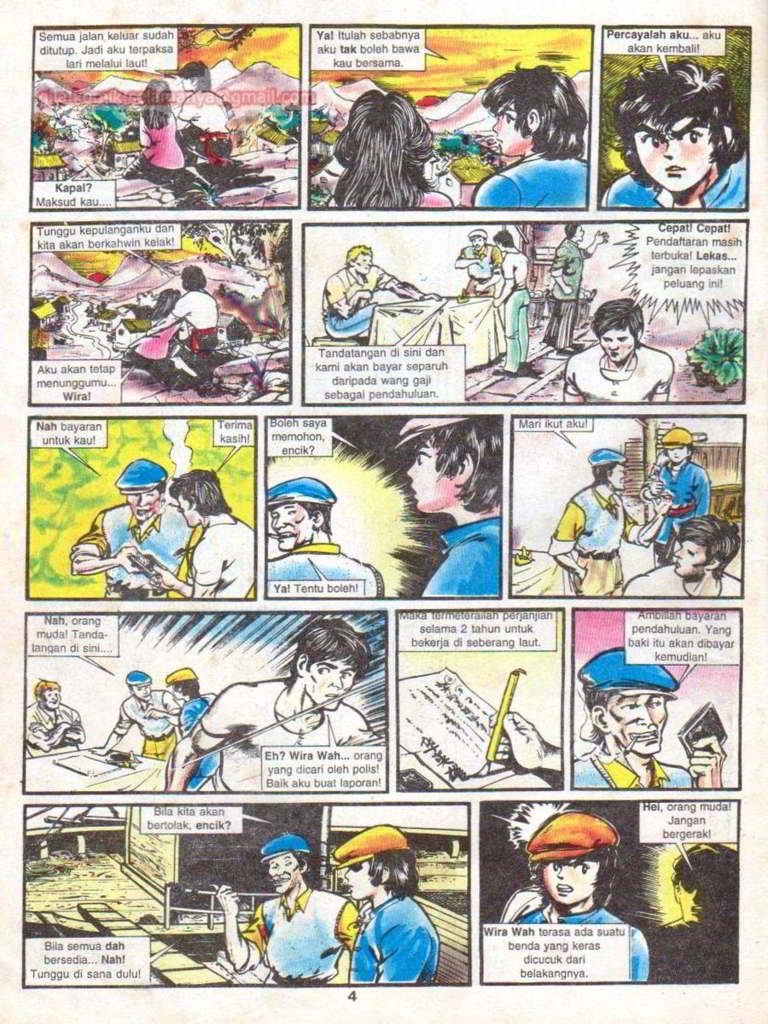 Semua jalan keluar sudah
ditutup. Jadi aku terpaksa
lari melalui laut!
Kapal?
Maksud kau....
Ya! Itulah sebabnya
aku tak boleh bawa
kau bersama.
Percayalah aku... aku
akan kembali!
Tunggu kepulanganku dan
kita akan berkahwin kelak!
Aku akan tetap
menunggumu...
Wira!
Cepat! Cepat!
Pendaftaran masih
terbuka! Lekas...
jangan lepaskan
peluang ini!
Tandatangan di sini dan
kami akan bayar separuh
daripada wang gaji
sebagai pendahuluan.
Nah bayaran
untuk kau!
Terima
kasih!
Boleh saya
memohon,
encik?
Ya! Tentu boleh!
Mari ikut aku!
Nah, orang
muda! Tanda-
tangan di sini....
Eh? Wira Wah... orang
yang dicari oleh polis!
Baik aku buat laporan!
Maka termeterailah perjanjian
selama 2 tahun untuk
bekerja di seberang laut.
Ambillah bayaran
pendahuluan. Yang
baki itu akan dibayar
kemudian!
Bila kita akan
bertolak, encik?
Bila semua dah
bersedia... Nah!
Tunggu di sana dulu!
Hei, orang muda!
Jangan
bergerak!
Wira Wah terasa ada suatu
benda yang keras
dicucuk dari
belakangnya.
4